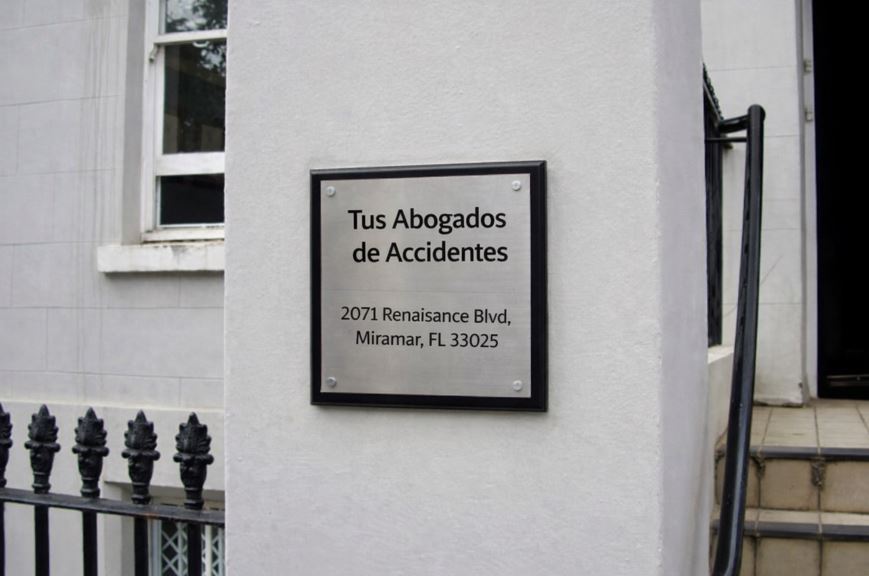 Tus Abogados
de Accidentes
2071 Renaisance Blvd,
Miramar, FL 33025